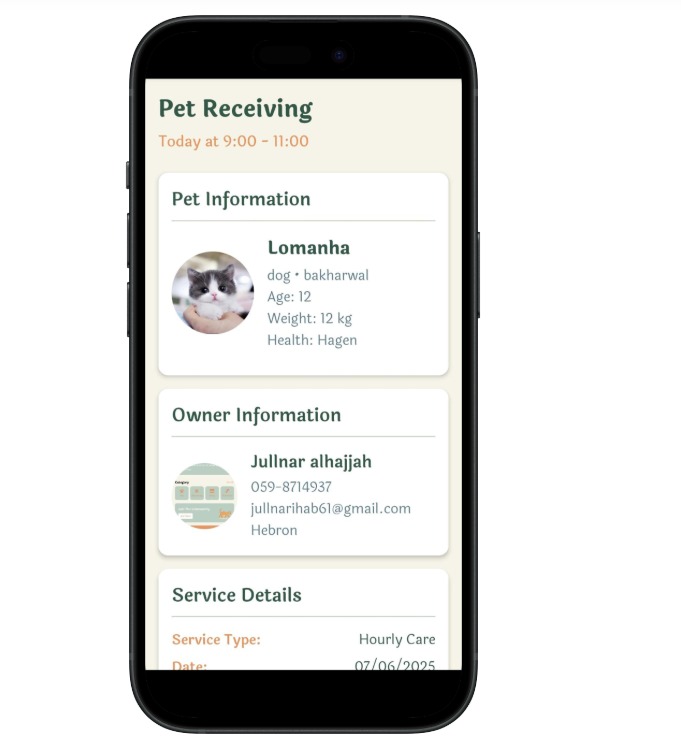 Pet Receiving
Today at 9:00 - 11:00
Pet Information
Lomanha
dog • bakharwal
Age: 12
Weight: 12 kg
Health: Hagen
Owner Information
Jullnar alhajjah
059-8714937
jullnarihab61@gmail.com
Hebron
Service Details
Service Type: Hourly Care
Date: 07/06/2025